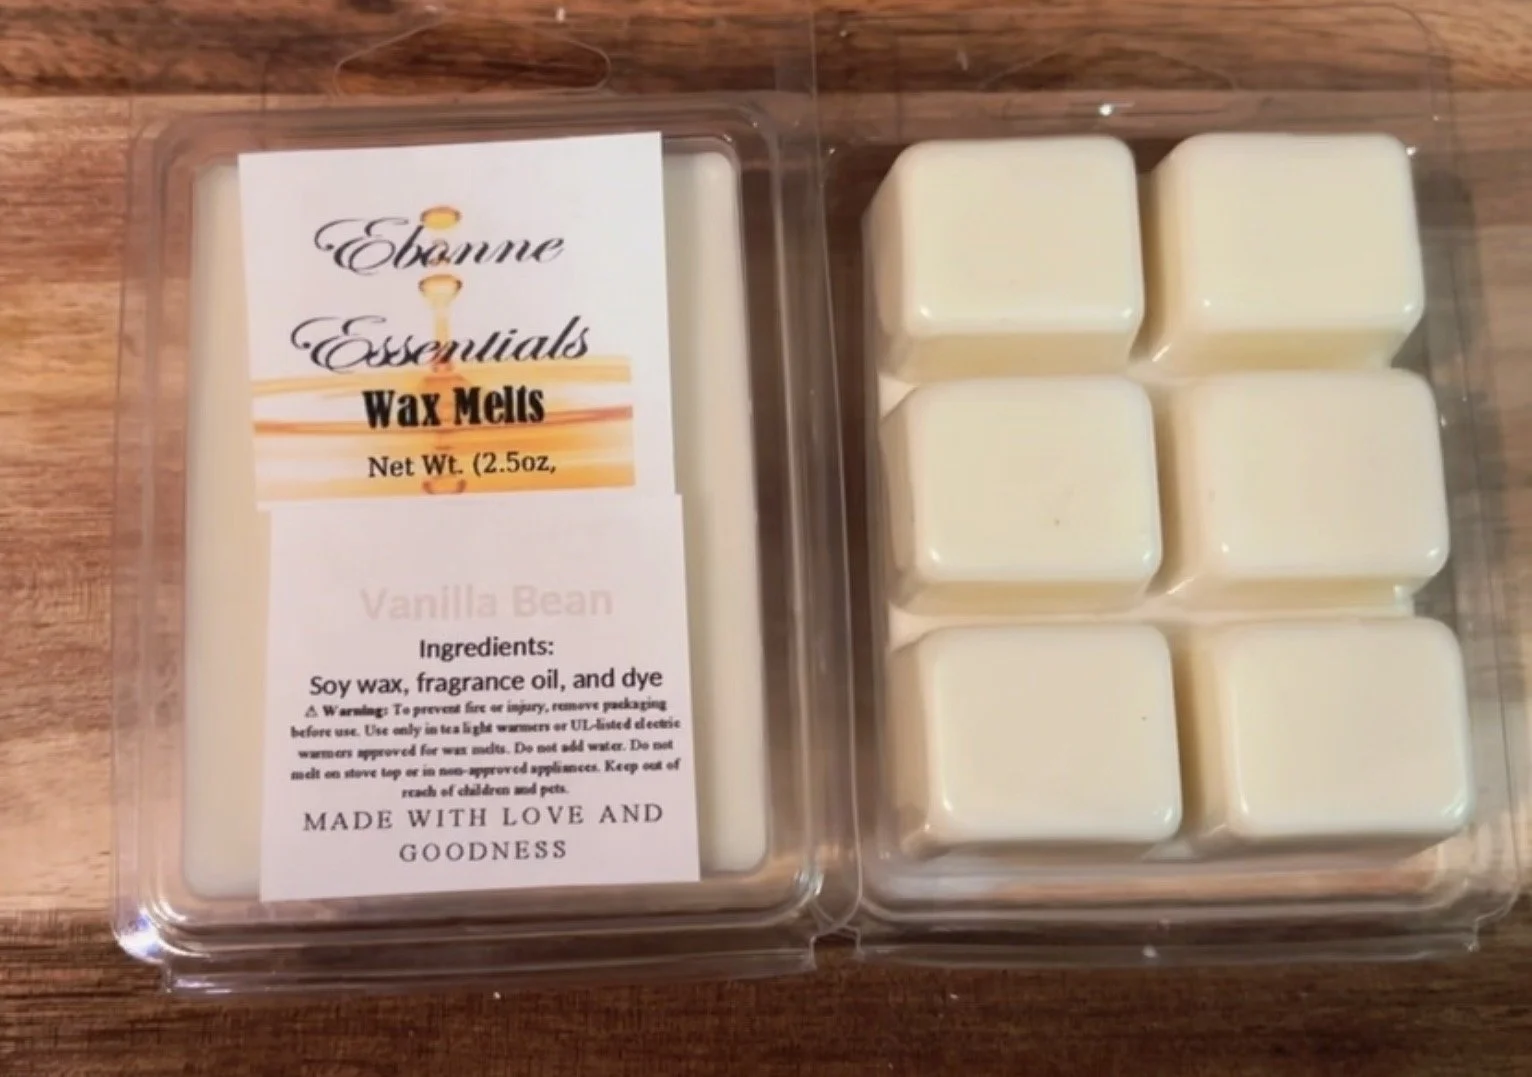 Ebonne
Essentials
Wax Melts
Net Wt. (2.5oz,
Vanilla Bean
Ingredients:
Soy wax, fragrance oil, and dye
⚠ Warning: To prevent fire or injury, remove packaging
before use. Use only in tea light warmers or UL-listed electric
warmers approved for wax melts. Do not add water. Do not
melt on stove top or in non-approved appliances. Keep out of
reach of children and pets.
MADE WITH LOVE AND
GOODNESS